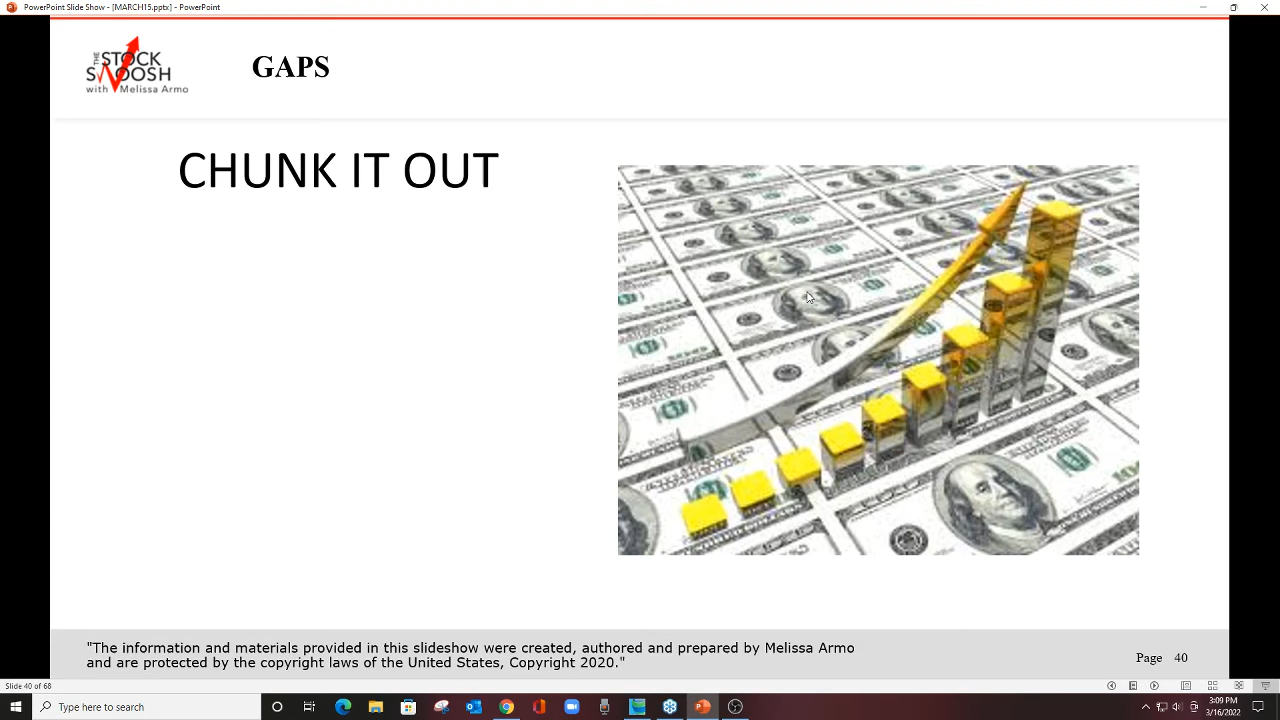 PowerPoint Slide Show - [MARCH15.pptx] - PowerPoint
THE
STOCK
SWOOSH
with Melissa Armo
GAPS
CHUNK IT OUT
"The information and materials provided in this slideshow were created, authored and prepared by Melissa Armo
and are protected by the copyright laws of the United States, Copyright 2020."
Page 40
Slide 40 of 68
Type here to search
3:09 PM
3/16/2022